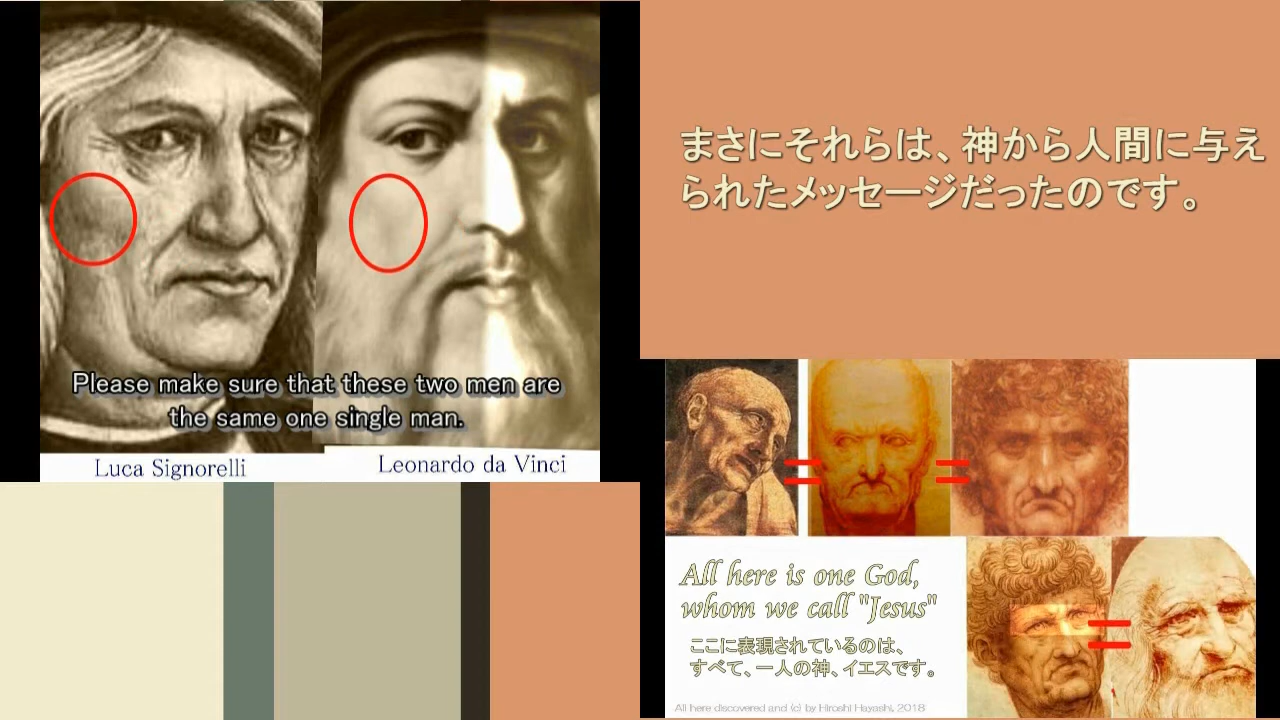 Please make sure that these two men are
the same one single man.
Luca Signorelli
Leonardo da Vinci
まさにそれらは、神から人間に与え
られたメッセージだったのです。
All here is one God,
whom we call "Jesus"
ここに表現されているのは、
すべて、一人の神、イエスです。
All here discovered and (c) by Hiroshi Hayashi, 2018